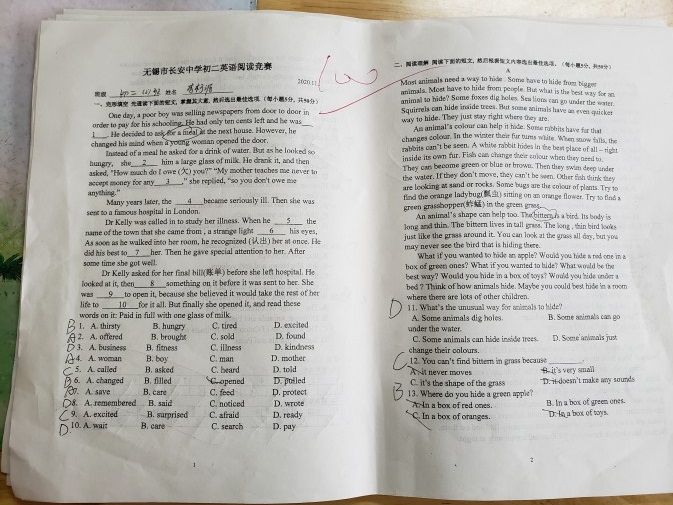 无锡市长安中学初二英语阅读竞赛
2020.11
100
班级 初二(4)班 姓名
一、完形填空 先通读下面的短文，掌握其大意，然后选出最佳选项。(每小题5分，共50分)
One day, a poor boy was selling newspapers from door to door in
order to pay for his schooling. He had only ten cents left and he was
1 . He decided to ask for a meal at the next house. However, he
changed his mind when a young woman opened the door.
Instead of a meal he asked for a drink of water. But as he looked so
hungry, she 2 him a large glass of milk. He drank it, and then
asked, "How much do I owe (欠) you?" "My mother teaches me never to
accept money for any 3 ," she replied, "so you don't owe me
anything."
Many years later, the 4 became seriously ill. Then she was
sent to a famous hospital in London.
Dr Kelly was called in to study her illness. When he 5 the
name of the town that she came from , a strange light 6 his eyes,
As soon as he walked into her room, he recognized (认出) her at once. He
did his best to 7 her. Then he gave special attention to her. After
some time she got well.
Dr Kelly asked for her final bill(账单) before she left hospital. He
looked at it, then 8 something on it before it was sent to her. She
was 9 to open it, because she believed it would take the rest of her
life to 10 for it all. But finally she opened it, and read these
words on it: Paid in full with one glass of milk.
B 1. A. thirsty B. hungry C. tired D. excited
A 2. A. offered B. brought C. sold D. found
D 3. A. business B. fitness C. illness D. kindness
A 4. A. woman B. boy C. man D. mother
C 5. A. called B. asked C. heard D. told
B 6. A. changed B. filled C. opened D. pulled
A 7. A. save B. care C. feed D. protect
D 8. A. remembered B. said C. noticed D. wrote
C 9. A. excited B. surprised C. afraid D. ready
D 10. A. wait B. care C. search D. pay
1
二、阅读理解 阅读下面的短文，然后根据短文内容选出最佳选项。(每小题5分，共50分)
A
Most animals need a way to hide . Some have to hide from bigger
animals. Most have to hide from people. But what is the best way for an
animal to hide? Some foxes dig holes. Sea lions can go under the water.
Squirrels can hide inside trees. But some animals have an even quicker
way to hide. They just stay right where they are.
An animal's colour can help it hide. Some rabbits have fur that
changes colour. In the winter their fur turns white. When snow falls, the
rabbits can't be seen. A white rabbit hides in the best place of all – right
inside its own fur. Fish can change their colour when they need to.
They can become green or blue or brown. Then they swim deep under
the water. If they don't move, they can't be seen. Other fish think they
are looking at sand or rocks. Some bugs are the colour of plants. Try to
find the orange ladybug(瓢虫) sitting on an orange flower. Try to find a
green grasshopper(蚱蜢) in the green grass.
An animal's shape can help too. The bittern is a bird. Its body is
long and thin. The bittern lives in tall grass. The long , thin bird looks
just like the grass around it. You can look at the grass all day, but you
may never see the bird that is hiding there.
What if you wanted to hide an apple? Would you hide a red one in a
box of green ones? What if you wanted to hide? What would be the
best way? Would you hide in a box of toys? Would you hide under a
bed ? Think of how animals hide. Maybe you could best hide in a room
where there are lots of other children.
D 11. What's the unusual way for animals to hide?
A. Some animals dig holes. B. Some animals can go
under the water.
C. Some animals can hide inside trees. D. Some animals just
change their colours.
C 12. You can't find bittern in grass because
A. it never moves B. it's very small
C. it's the shape of the grass D. it doesn't make any sounds
B 13. Where do you hide a green apple?
A. In a box of red ones. B. In a box of green ones.
C. In a box of oranges. D. In a box of toys.
2